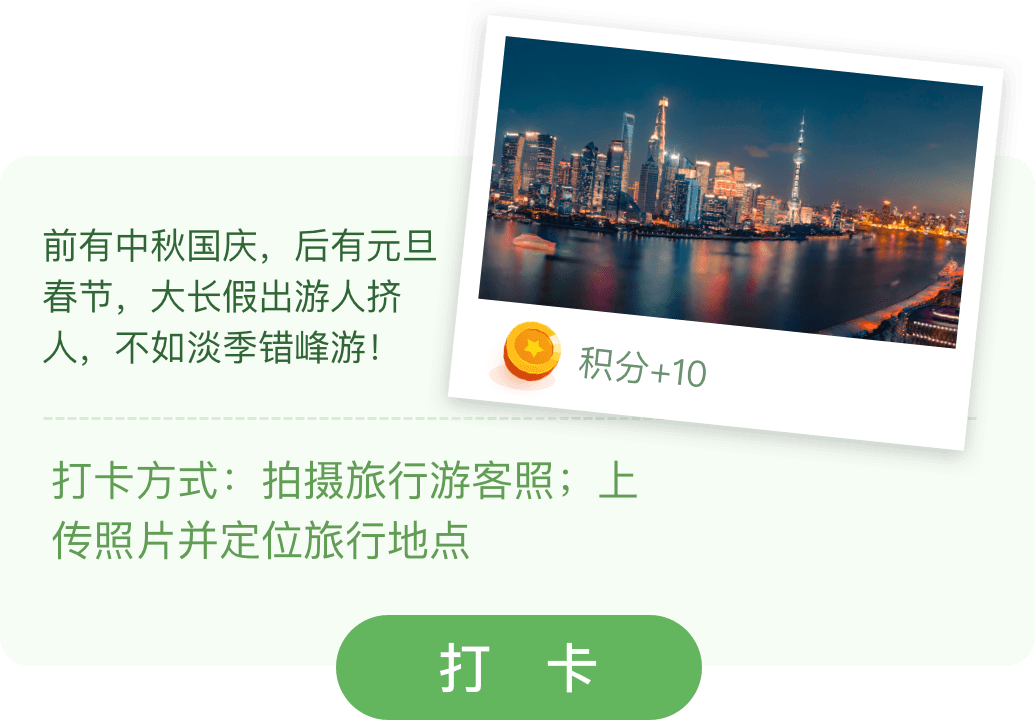 前有中秋国庆，后有元旦
春节，大长假出游人挤
人，不如淡季错峰游！
积分+10
打卡方式：拍摄旅行游客照；上
传照片并定位旅行地点
打 卡